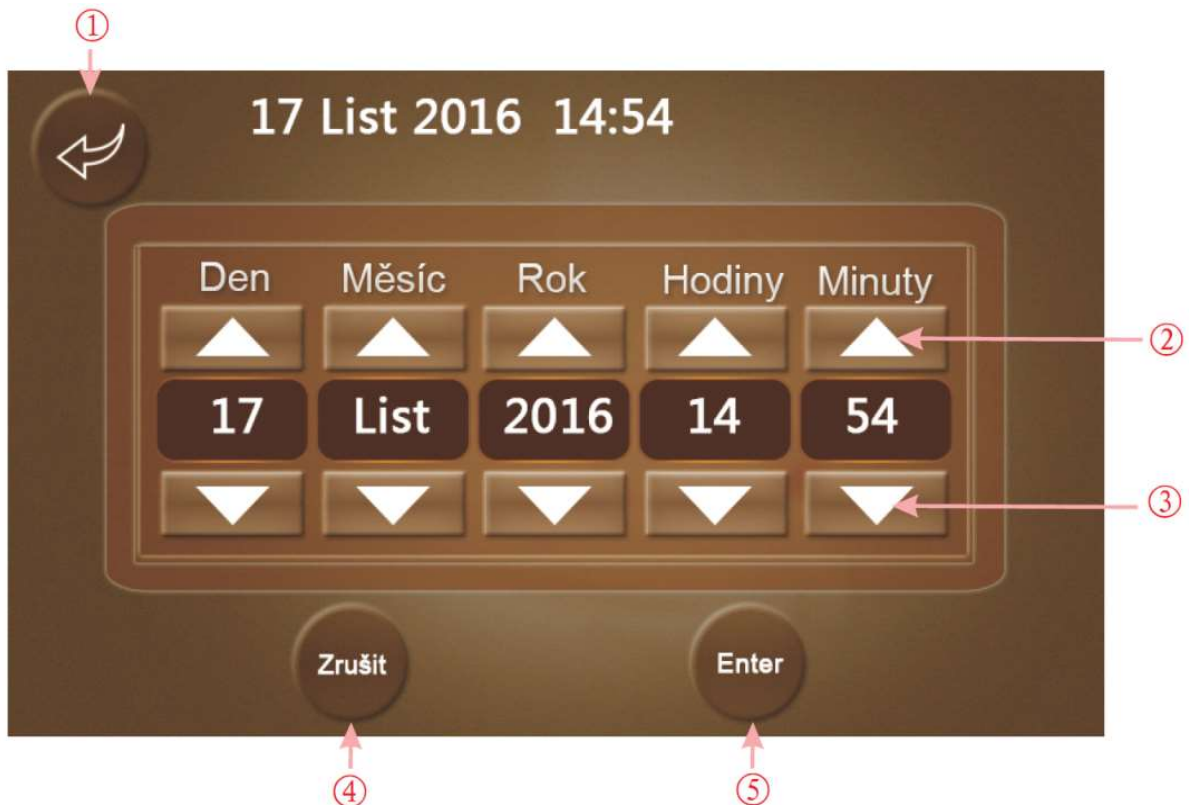 ①
17 List 2016 14:54
Den Měsíc Rok Hodiny Minuty
②
17 List 2016 14 54
③
Zrušit Enter
④ ⑤